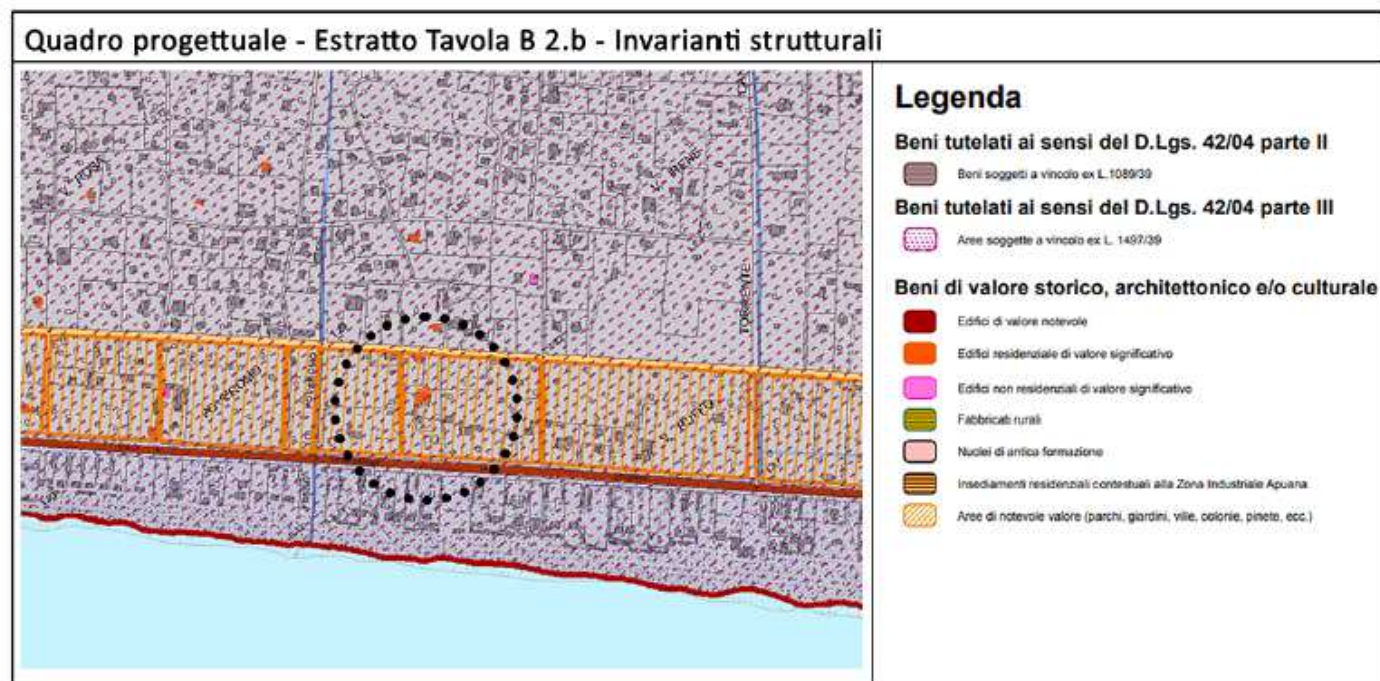 Quadro progettuale - Estratto Tavola B 2.b - Invarianti strutturali
Legenda
Beni tutelati ai sensi del D.Lgs. 42/04 parte II
Beni soggetti a vincolo ex L.1089/39
Beni tutelati ai sensi del D.Lgs. 42/04 parte III
Aree soggette a vincolo ex L. 1497/39
Beni di valore storico, architettonico e/o culturale
Edifici di valore notevole
Edifici residenziale di valore significativo
Edifici non residenziali di valore significativo
Fabbricati rurali
Nuclei di antica formazione
Insediamenti residenziali contestuali alla Zona Industriale Apuana
Aree di notevole valore (parchi, giardini, ville, colonie, pinete, ecc.)
V. ROSA
V. IRENE
TORRENTE
POVEROMO